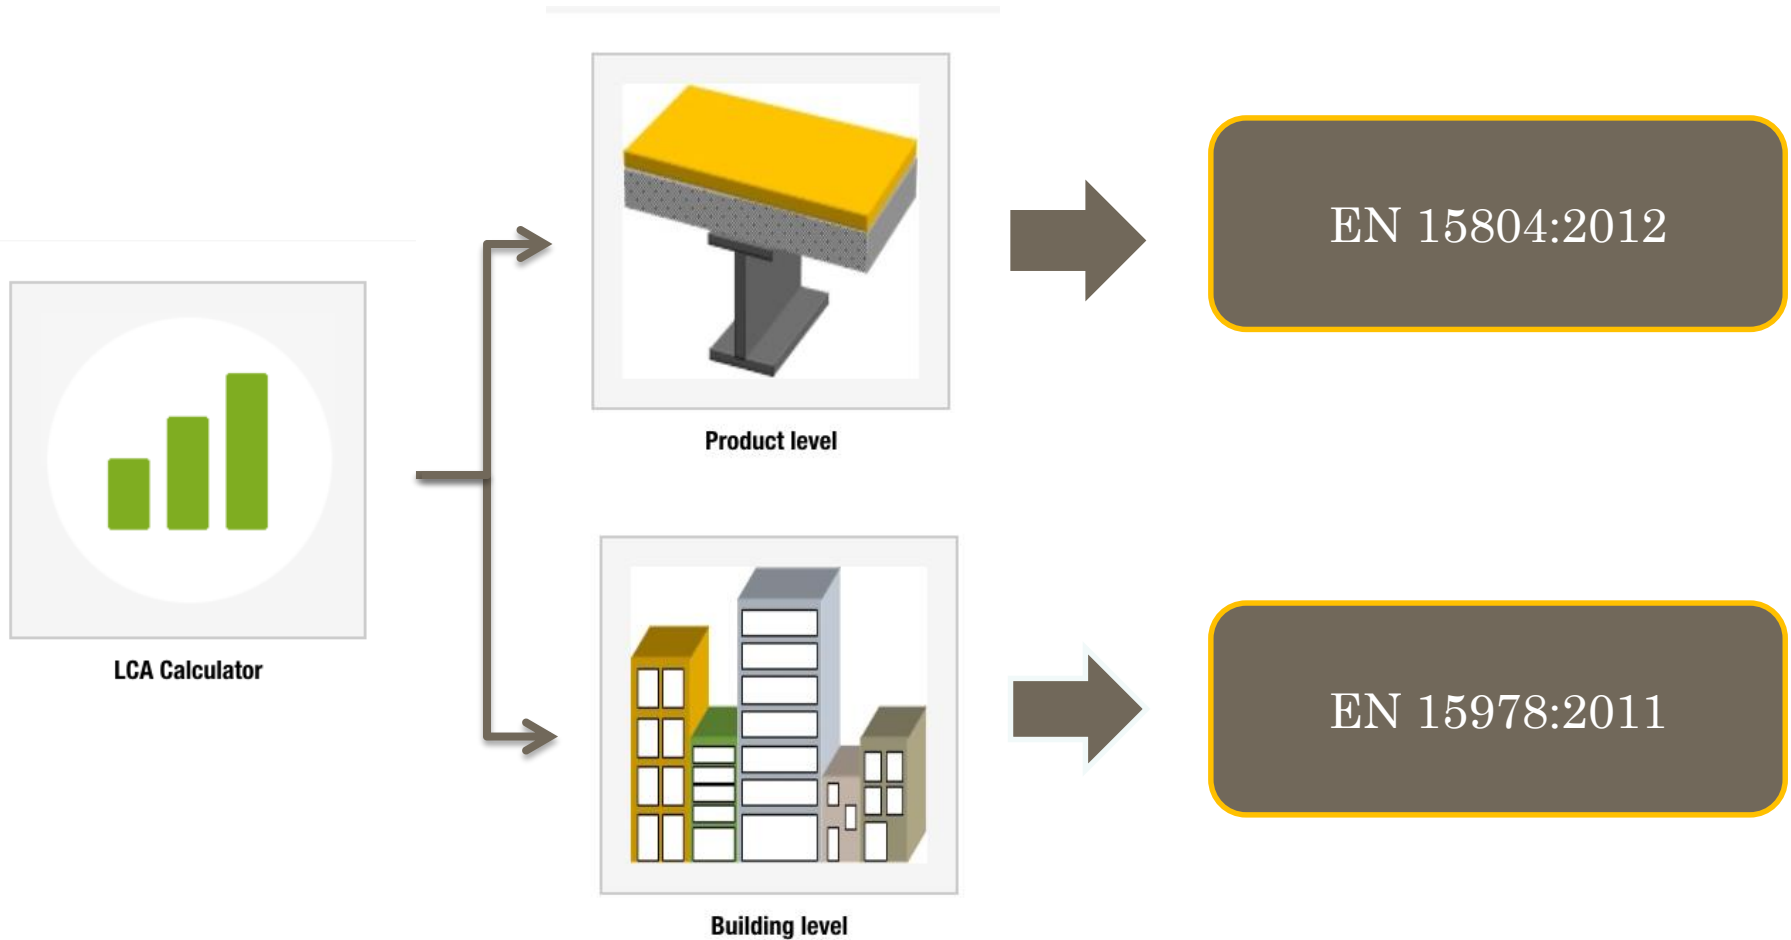 LCA Calculator
Product level
EN 15804:2012
Building level
EN 15978:2011